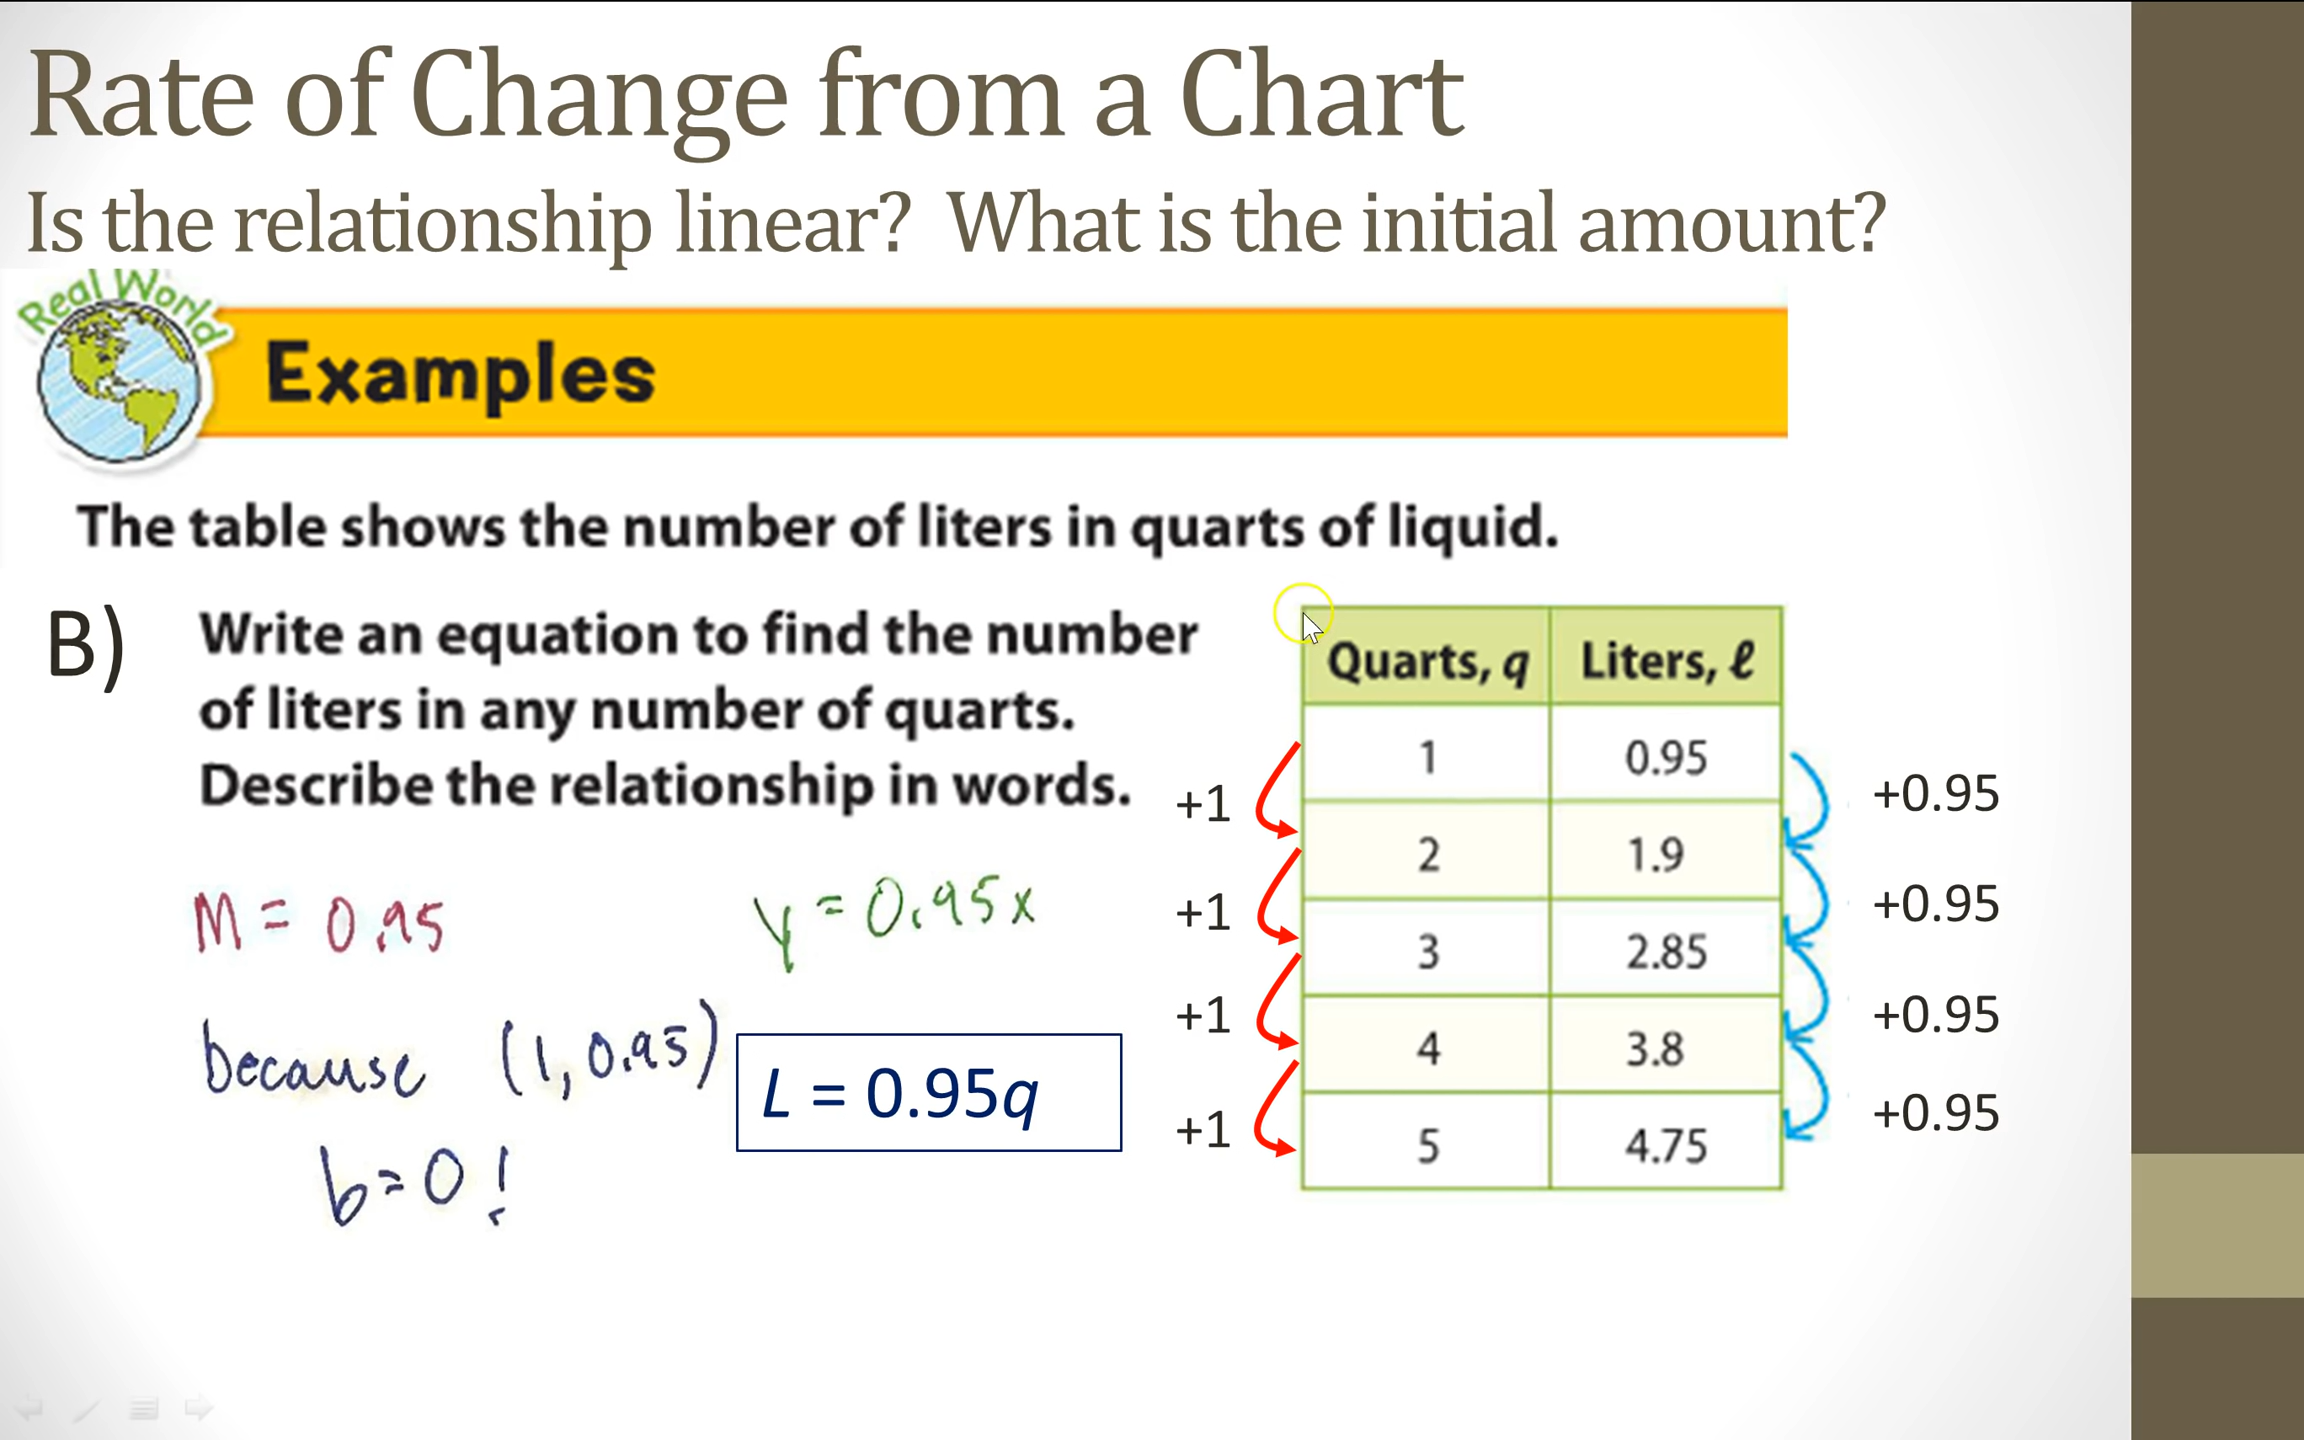 Rate of Change from a Chart
Is the relationship linear? What is the initial amount?
Real World
Examples
The table shows the number of liters in quarts of liquid.
B) Write an equation to find the number
of liters in any number of quarts.
Describe the relationship in words.
M = 0.95
y = 0.95x
because (1, 0.95)
b = 0!
L = 0.95q
Quarts, q Liters, ℓ
1 0.95
2 1.9
3 2.85
4 3.8
5 4.75
+1
+1
+1
+1
+0.95
+0.95
+0.95
+0.95